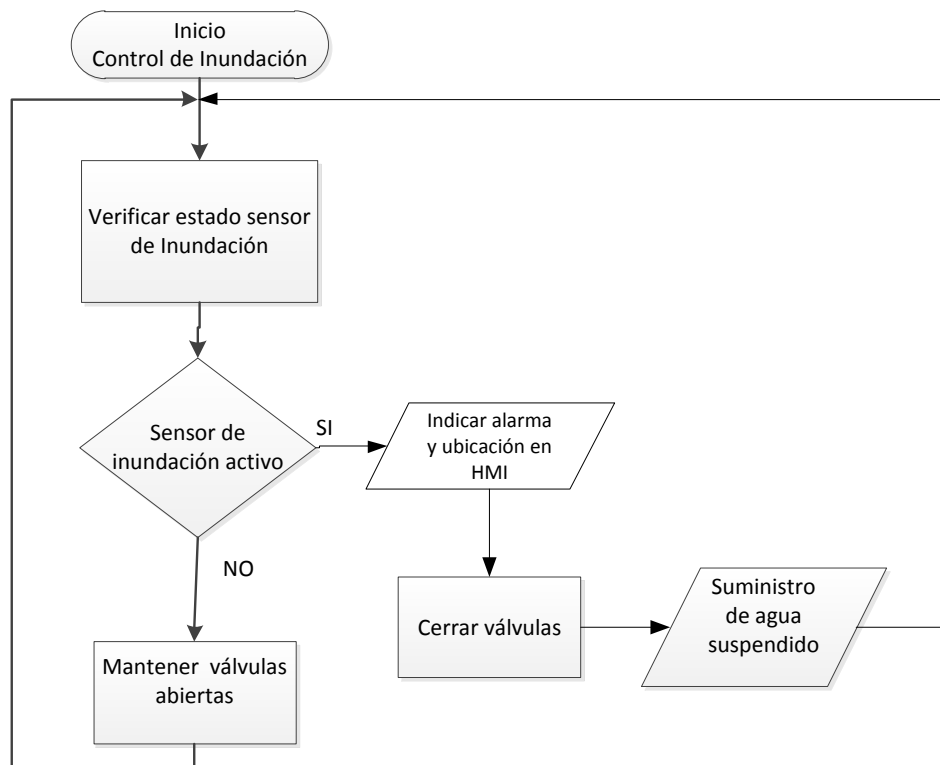 Inicio
Control de Inundación
Verificar estado sensor
de Inundación
Sensor de
inundación activo
SI
Indicar alarma
y ubicación en
HMI
NO
Cerrar válvulas
Suministro
de agua
suspendido
Mantener válvulas
abiertas